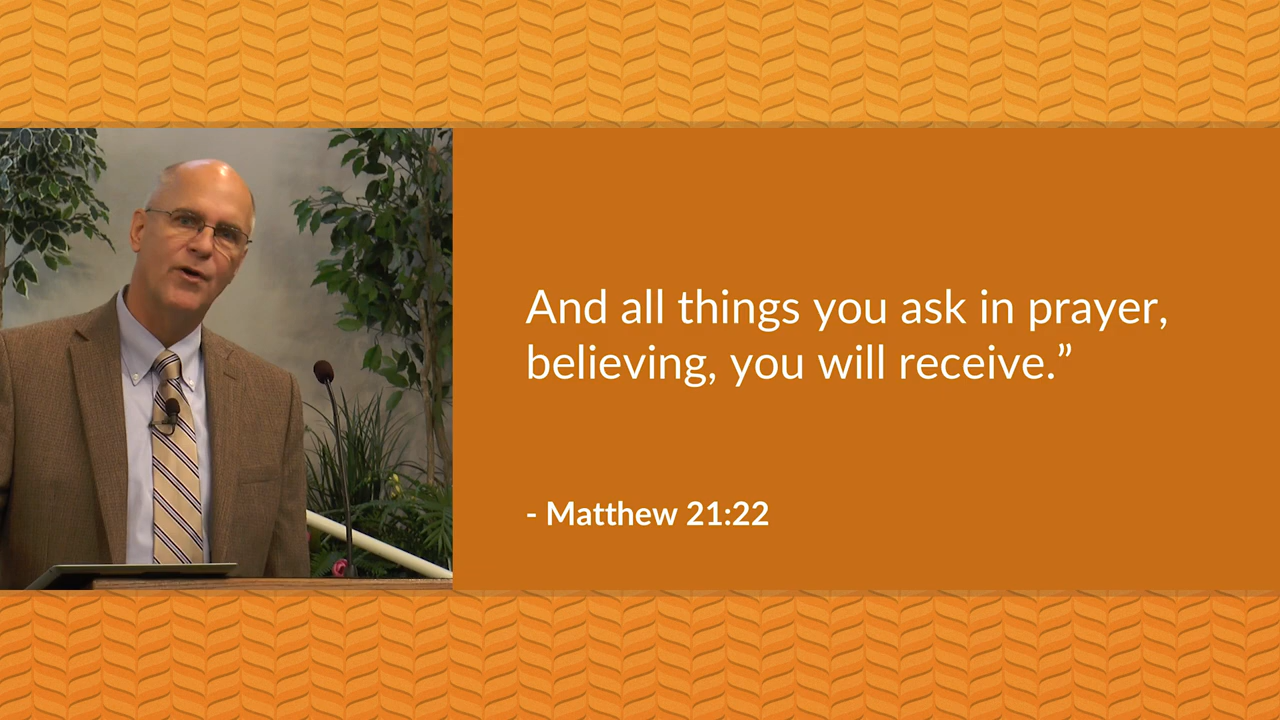 And all things you ask in prayer,
believing, you will receive.”
- Matthew 21:22